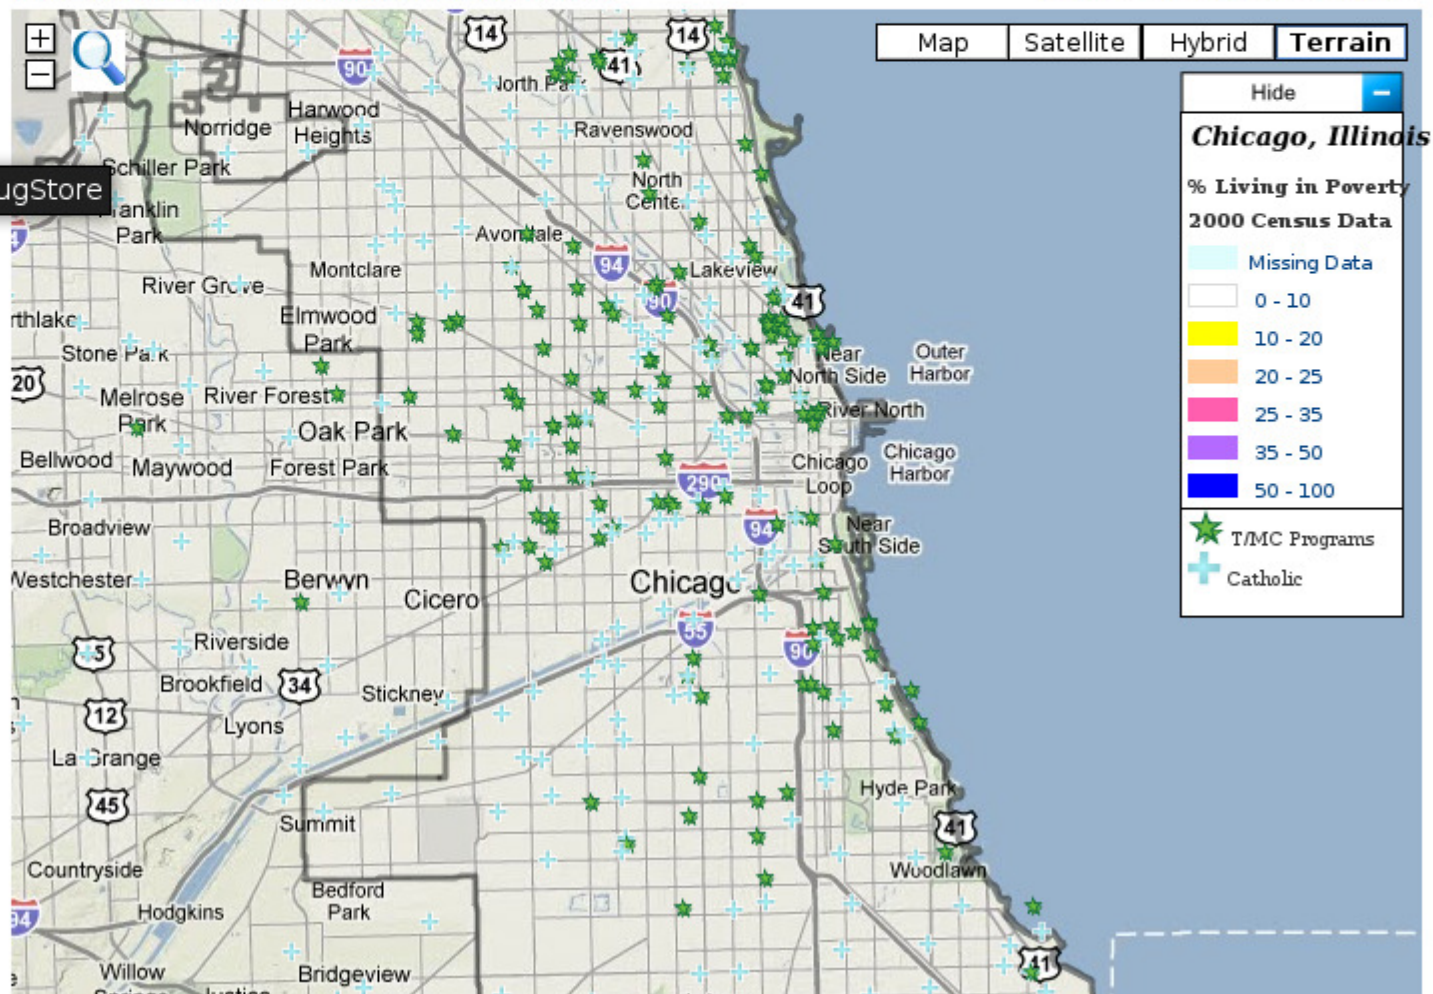 +
−
14
14
Map
Satellite
Hybrid
Terrain
90
41
North Park
Hide
−
Harwood
Heights
Norridge
Ravenswood
Chicago, Illinois
Schiller Park
ugStore
North
Center
% Living in Poverty
Franklin
Park
2000 Census Data
Avondale
94
Missing Data
Montclare
Lakeview
River Grove
90
41
0 - 10
Elmwood
Park
rthlake
10 - 20
Stone Park
Near
North Side
Outer
Harbor
20 - 25
20
Melrose
Park
River Forest
River North
25 - 35
Oak Park
Bellwood
Maywood
Forest Park
Chicago
Loop
Chicago
Harbor
35 - 50
290
50 - 100
Broadview
94
Near
South Side
T/MC Programs
Westchester
Berwyn
Chicago
Catholic
Cicero
55
Riverside
90
Brookfield
34
Stickney
12
Lyons
La Grange
45
Hyde Park
Summit
41
Countryside
Woodlawn
Bedford
Park
94
Hodgkins
Willow
Bridgeview
41